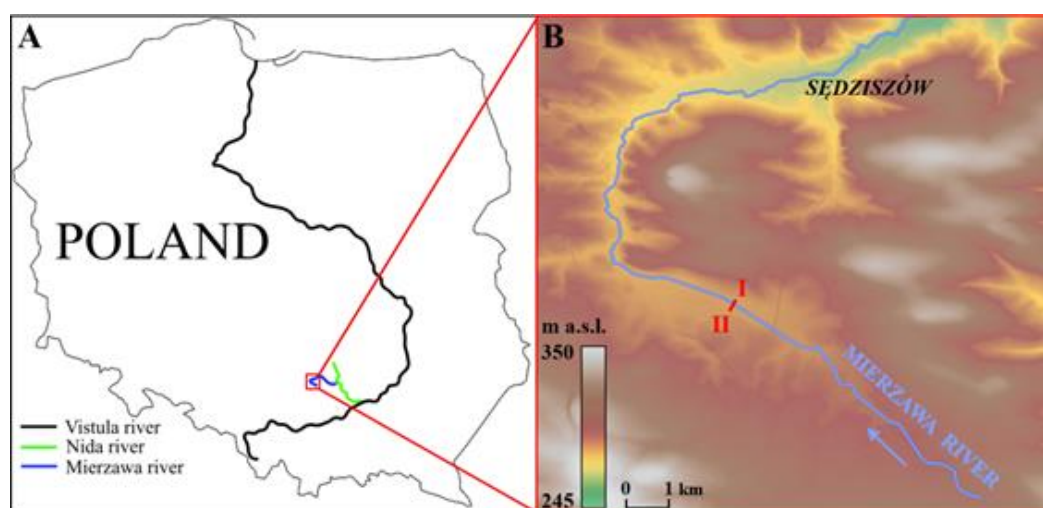 A
POLAND
Vistula river
Nida river
Mierzawa river
B
SĘDZISZÓW
I
II
m a.s.l.
350
245
0 1 km
MIERZAWA RIVER